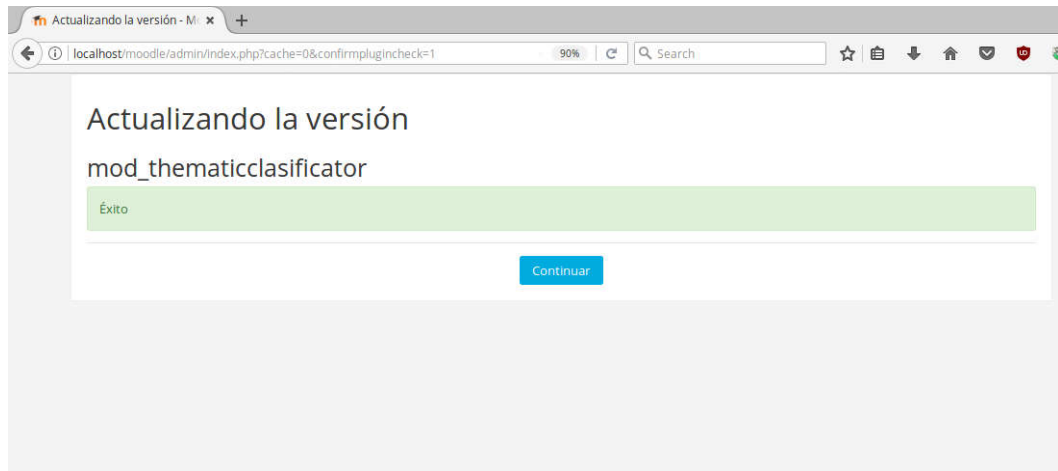 Actualizando la versión - M
localhost/moodle/admin/index.php?cache=0&confirmplugincheck=1
90%
Search
Actualizando la versión
mod_thematicclasificator
Éxito
Continuar